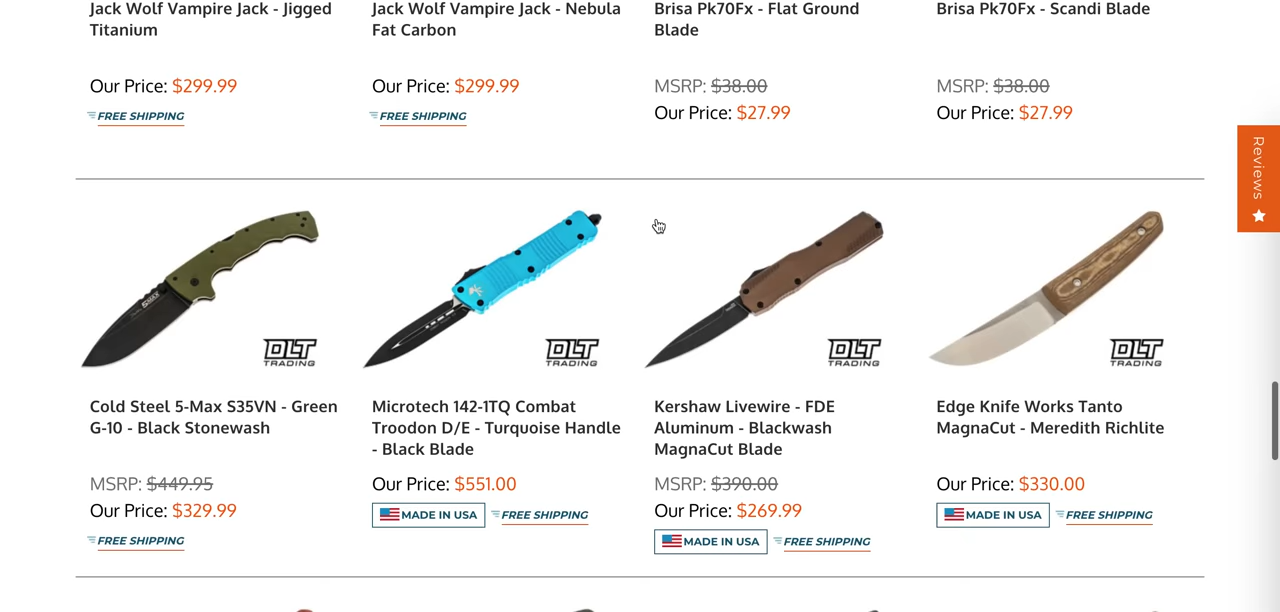 Jack Wolf Vampire Jack - Jigged
Titanium
Our Price: $299.99
FREE SHIPPING
Jack Wolf Vampire Jack - Nebula
Fat Carbon
Our Price: $299.99
FREE SHIPPING
Brisa Pk70Fx - Flat Ground
Blade
MSRP: $38.00
Our Price: $27.99
Brisa Pk70Fx - Scandi Blade
MSRP: $38.00
Our Price: $27.99
Reviews
5-MAX
DLT
TRADING
Cold Steel 5-Max S35VN - Green
G-10 - Black Stonewash
MSRP: $449.95
Our Price: $329.99
FREE SHIPPING
DLT
TRADING
Microtech 142-1TQ Combat
Troodon D/E - Turquoise Handle
- Black Blade
Our Price: $551.00
MADE IN USA
FREE SHIPPING
DLT
TRADING
Kershaw Livewire - FDE
Aluminum - Blackwash
MagnaCut Blade
MSRP: $390.00
Our Price: $269.99
MADE IN USA
FREE SHIPPING
DLT
TRADING
Edge Knife Works Tanto
MagnaCut - Meredith Richlite
Our Price: $330.00
MADE IN USA
FREE SHIPPING